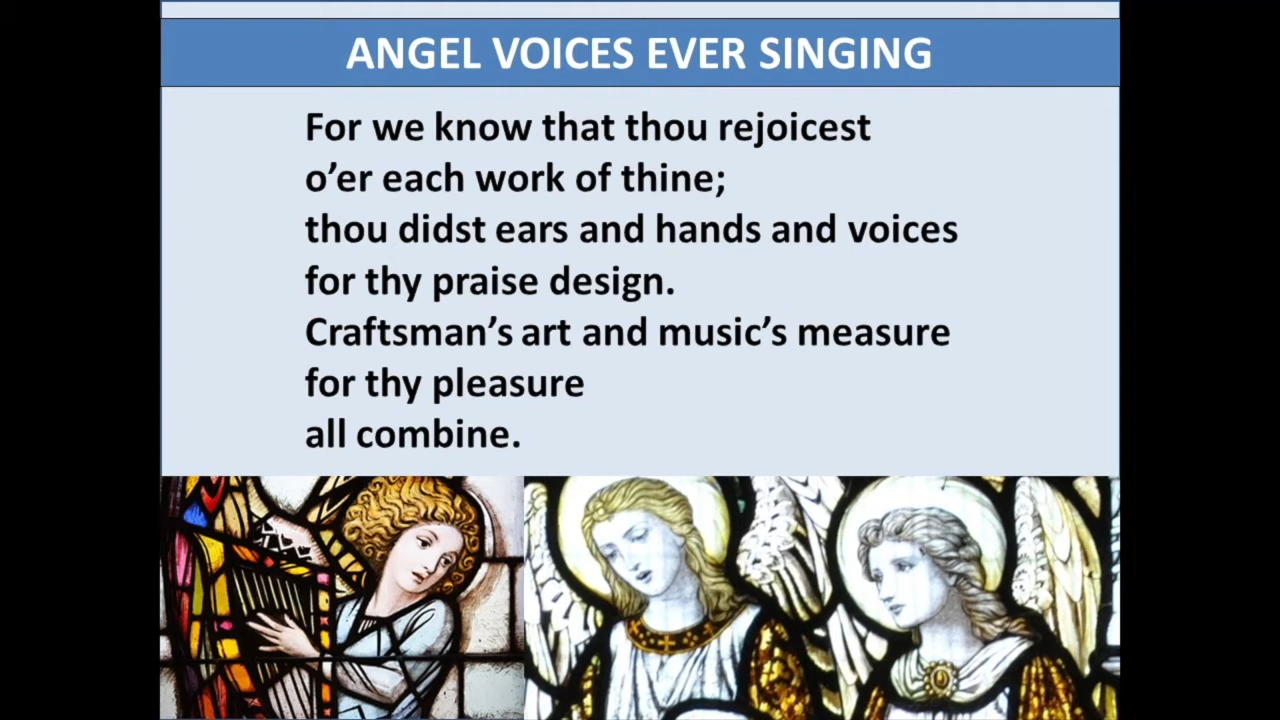 ANGEL VOICES EVER SINGING
For we know that thou rejoicest
o’er each work of thine;
thou didst ears and hands and voices
for thy praise design.
Craftsman’s art and music’s measure
for thy pleasure
all combine.